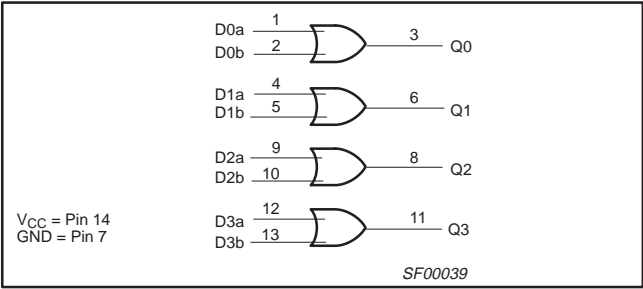 D0a 1
D0b 2
3 Q0
D1a 4
D1b 5
6 Q1
D2a 9
D2b 10
8 Q2
D3a 12
D3b 13
11 Q3
VCC = Pin 14
GND = Pin 7
SF00039